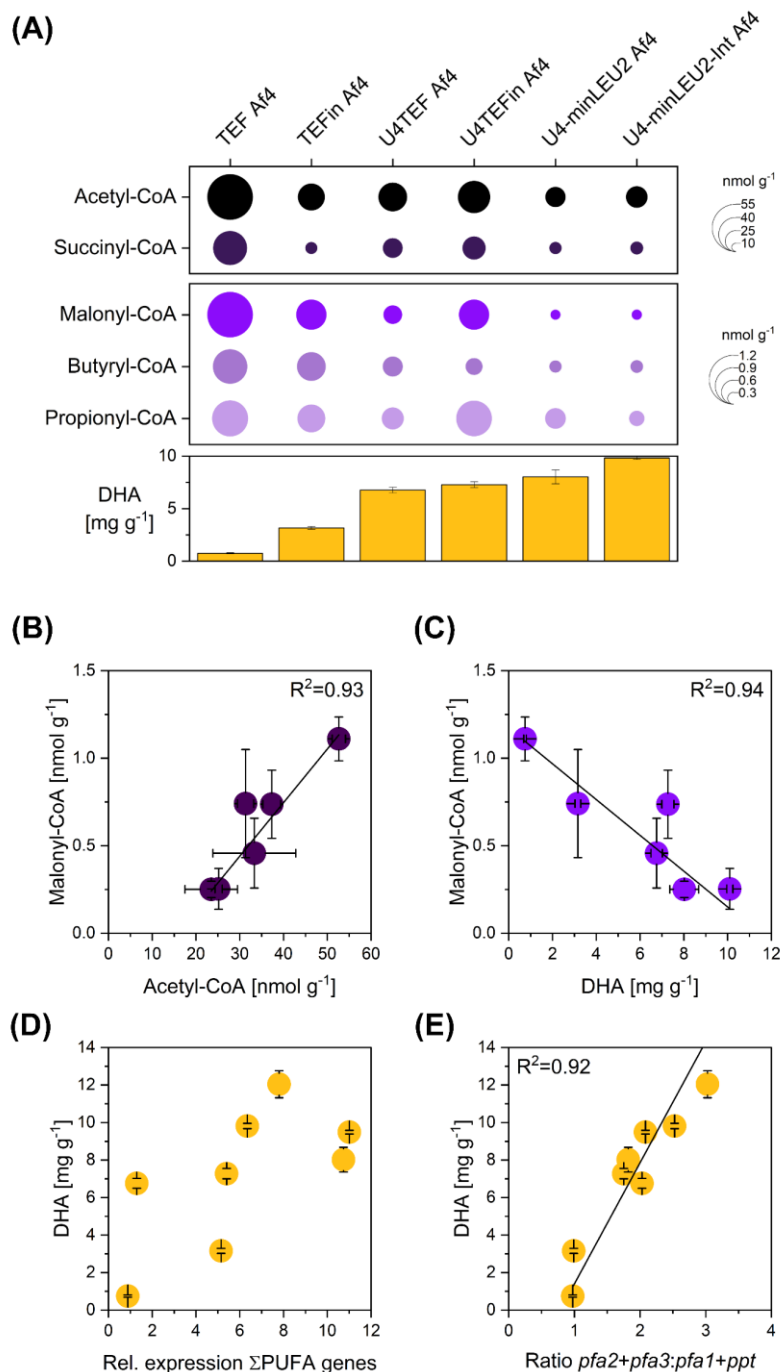 (A)
TEF Af4
TEFin Af4
U4TEF Af4
U4TEFin Af4
U4-minLEU2 Af4
U4-minLEU2-Int Af4
Acetyl-CoA
Succinyl-CoA
nmol g⁻¹
55
40
25
10
Malonyl-CoA
Butyryl-CoA
Propionyl-CoA
nmol g⁻¹
1.2
0.9
0.6
0.3
DHA
[mg g⁻¹]
10
5
0
(B)
R²=0.93
Malonyl-CoA [nmol g⁻¹]
1.5
1.0
0.5
0.0
0 10 20 30 40 50 60
Acetyl-CoA [nmol g⁻¹]
(C)
R²=0.94
Malonyl-CoA [nmol g⁻¹]
1.5
1.0
0.5
0.0
0 2 4 6 8 10 12
DHA [mg g⁻¹]
(D)
DHA [mg g⁻¹]
14
12
10
8
6
4
2
0
0 2 4 6 8 10 12
Rel. expression ΣPUFA genes
(E)
R²=0.92
DHA [mg g⁻¹]
14
12
10
8
6
4
2
0
0 1 2 3 4
Ratio pfa2+pfa3:pfa1+ppt